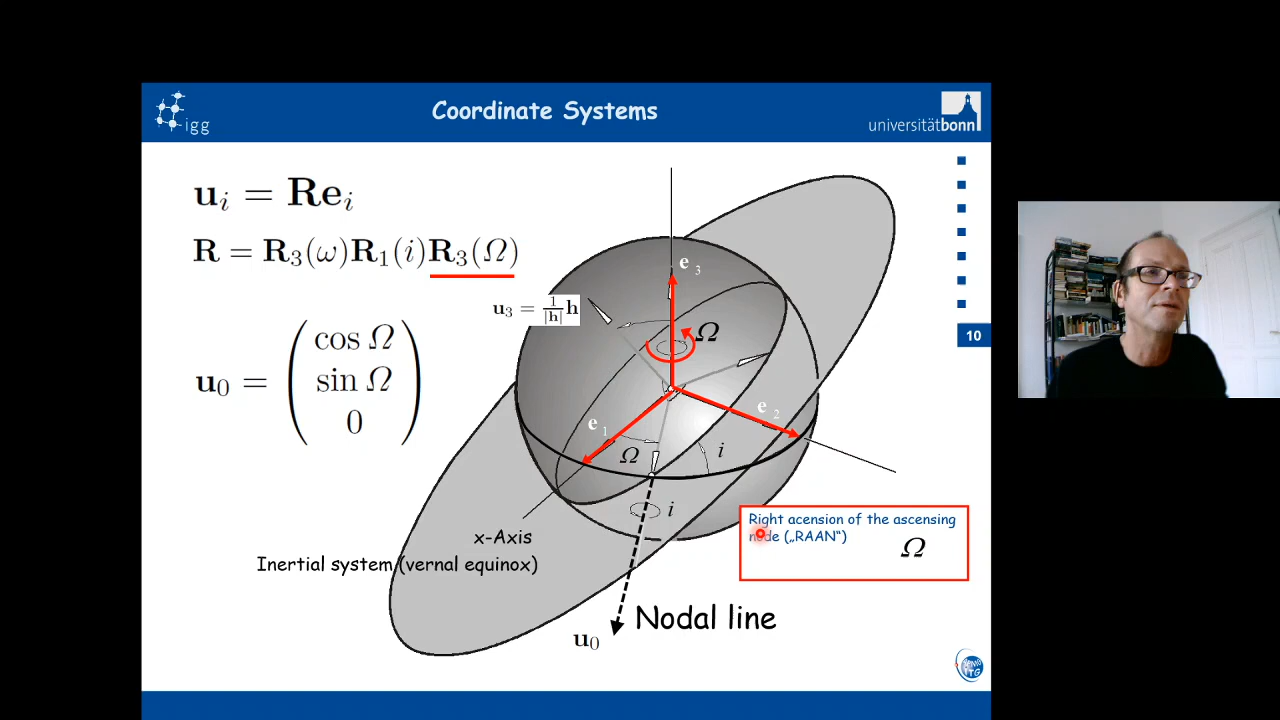 Coordinate Systems
igg
universitätbonn
u_i = Re_i
R = R_3(ω)R_1(i)R_3(Ω)
u_0 = ( cos Ω
sin Ω
0 )
u_3 = 1/|h| h
e_3
Ω
e_2
e_1
Ω
i
i
x-Axis
Inertial system (vernal equinox)
Right acension of the ascensing
node („RAAN“)
Ω
Nodal line
u_0
10